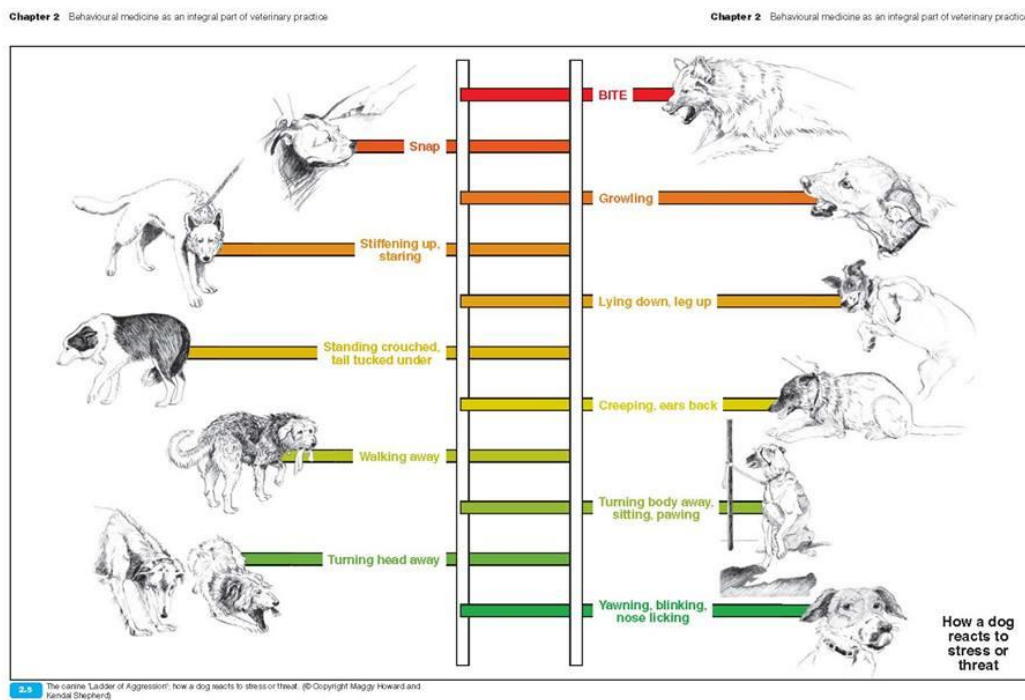 Chapter 2 Behavioural medicine as an integral part of veterinary practice
Chapter 2 Behavioural medicine as an integral part of veterinary practice
BITE
Snap
Growling
Stiffening up,
staring
Lying down, leg up
Standing crouched,
tail tucked under
Creeping, ears back
Walking away
Turning body away,
sitting, pawing
Turning head away
Yawning, blinking,
nose licking
How a dog
reacts to
stress or
threat
2.5 The canine 'Ladder of Aggression': how a dog reacts to stress or threat. (© Copyright Maggy Howard and
Kendal Shepherd)